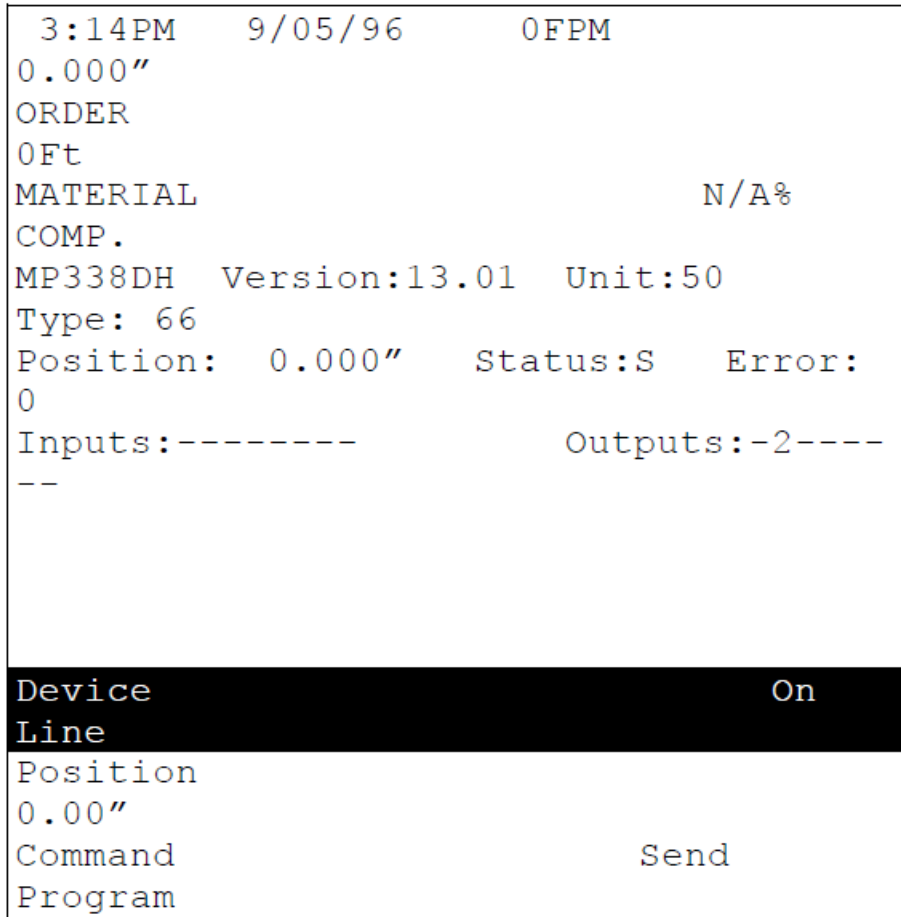 3:14PM 9/05/96 0FPM
0.000″
ORDER
0Ft
MATERIAL N/A%
COMP.
MP338DH Version:13.01 Unit:50
Type: 66
Position: 0.000″ Status:S Error:
0
Inputs:-------- Outputs:-2----
--
Device On
Line
Position
0.00″
Command Send
Program